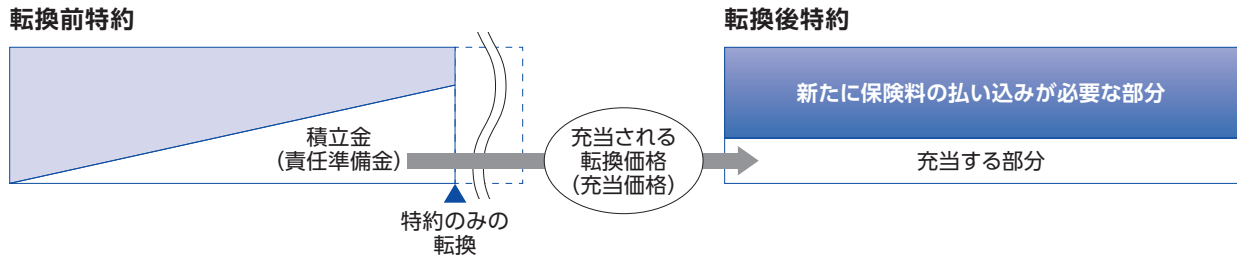 転換前特約
転換後特約
積立金
(責任準備金)
充当される
転換価格
(充当価格)
新たに保険料の払い込みが必要な部分
充当する部分
特約のみの
転換